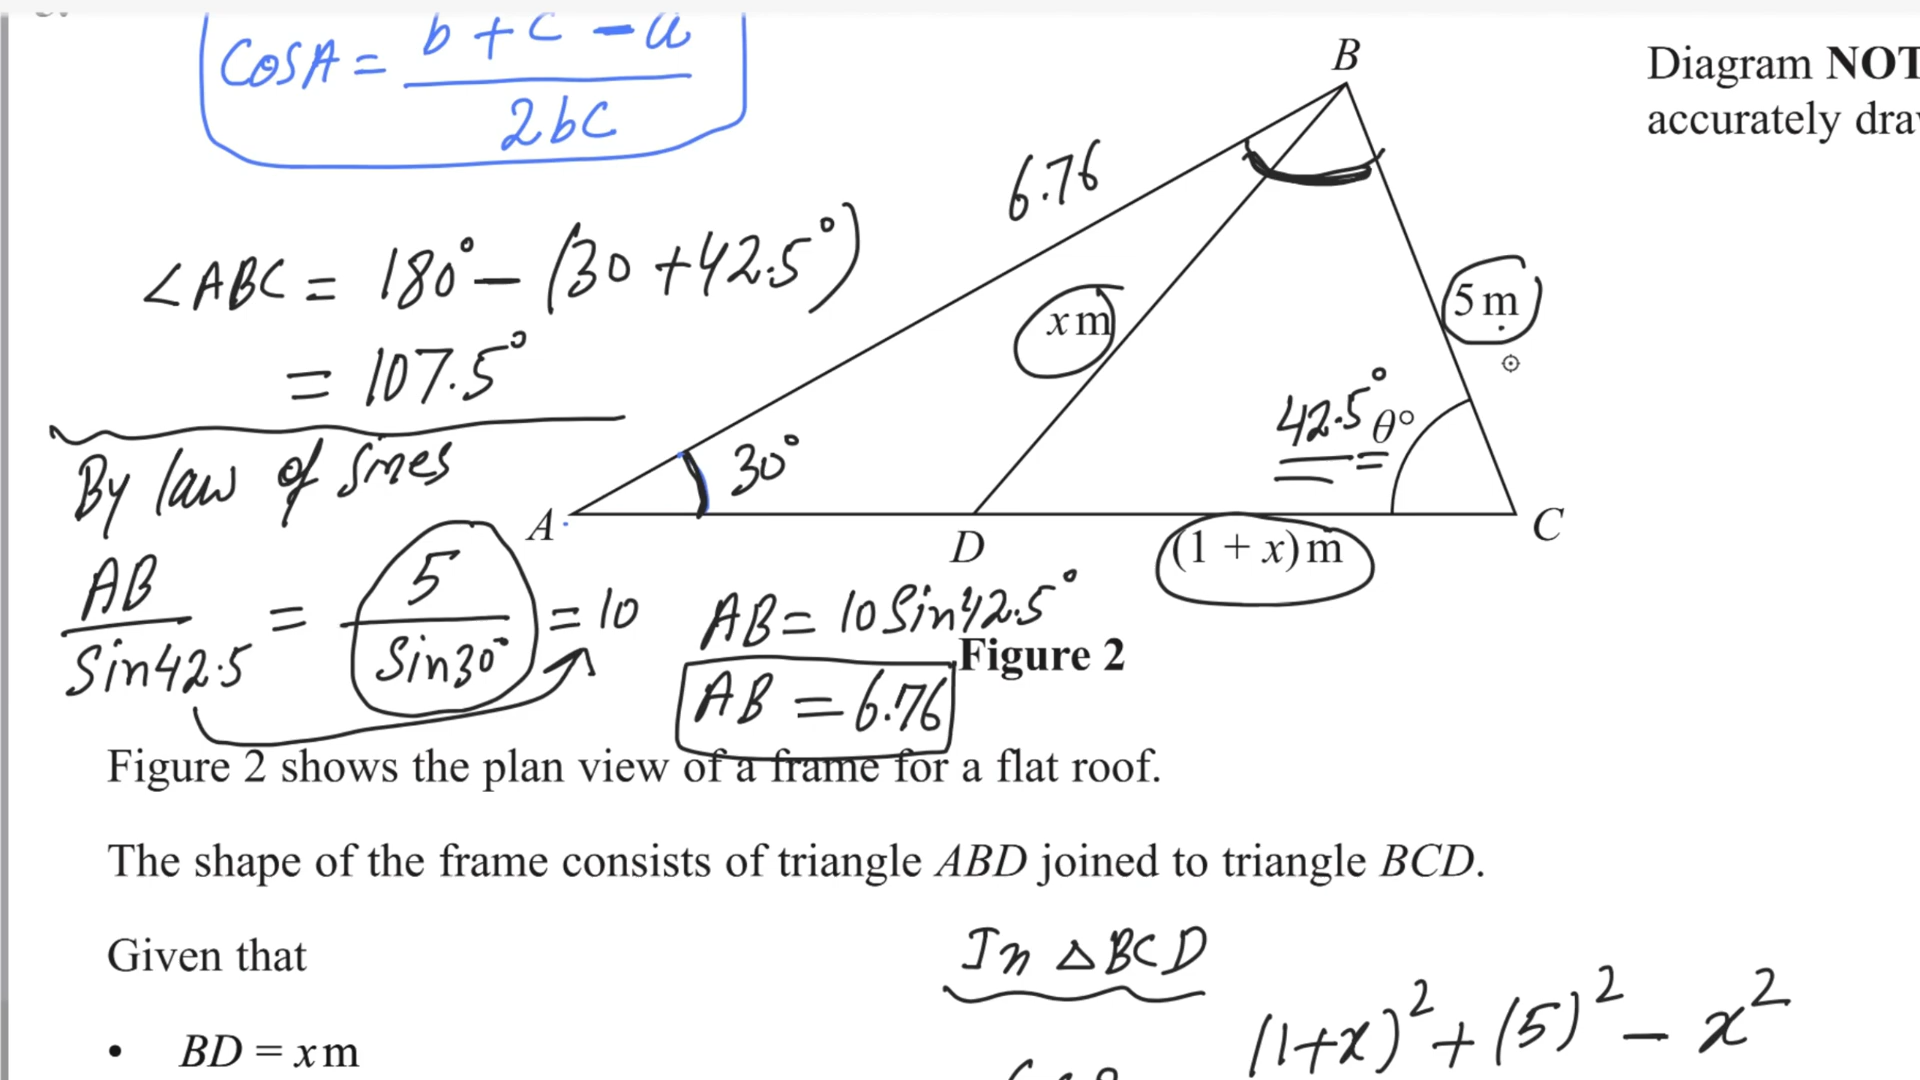 b + c - a
CosA = 2bc
B
Diagram NOT
accurately
6.76
∠ABC = 180° - (30 + 42.5°)
= 107.5°
x m
5 m
42.5° θ°
By law of sines
30°
A
D
(1 + x) m
C
AB/Sin42.5 = 5/Sin30° = 10
AB = 10 Sin42.5°
Figure 2
AB = 6.76
Figure 2 shows the plan view of a frame for a flat roof.
The shape of the frame consists of triangle ABD joined to triangle BCD.
Given that
In △BCD
• BD = x m
(1+x)² + (5)² - x²